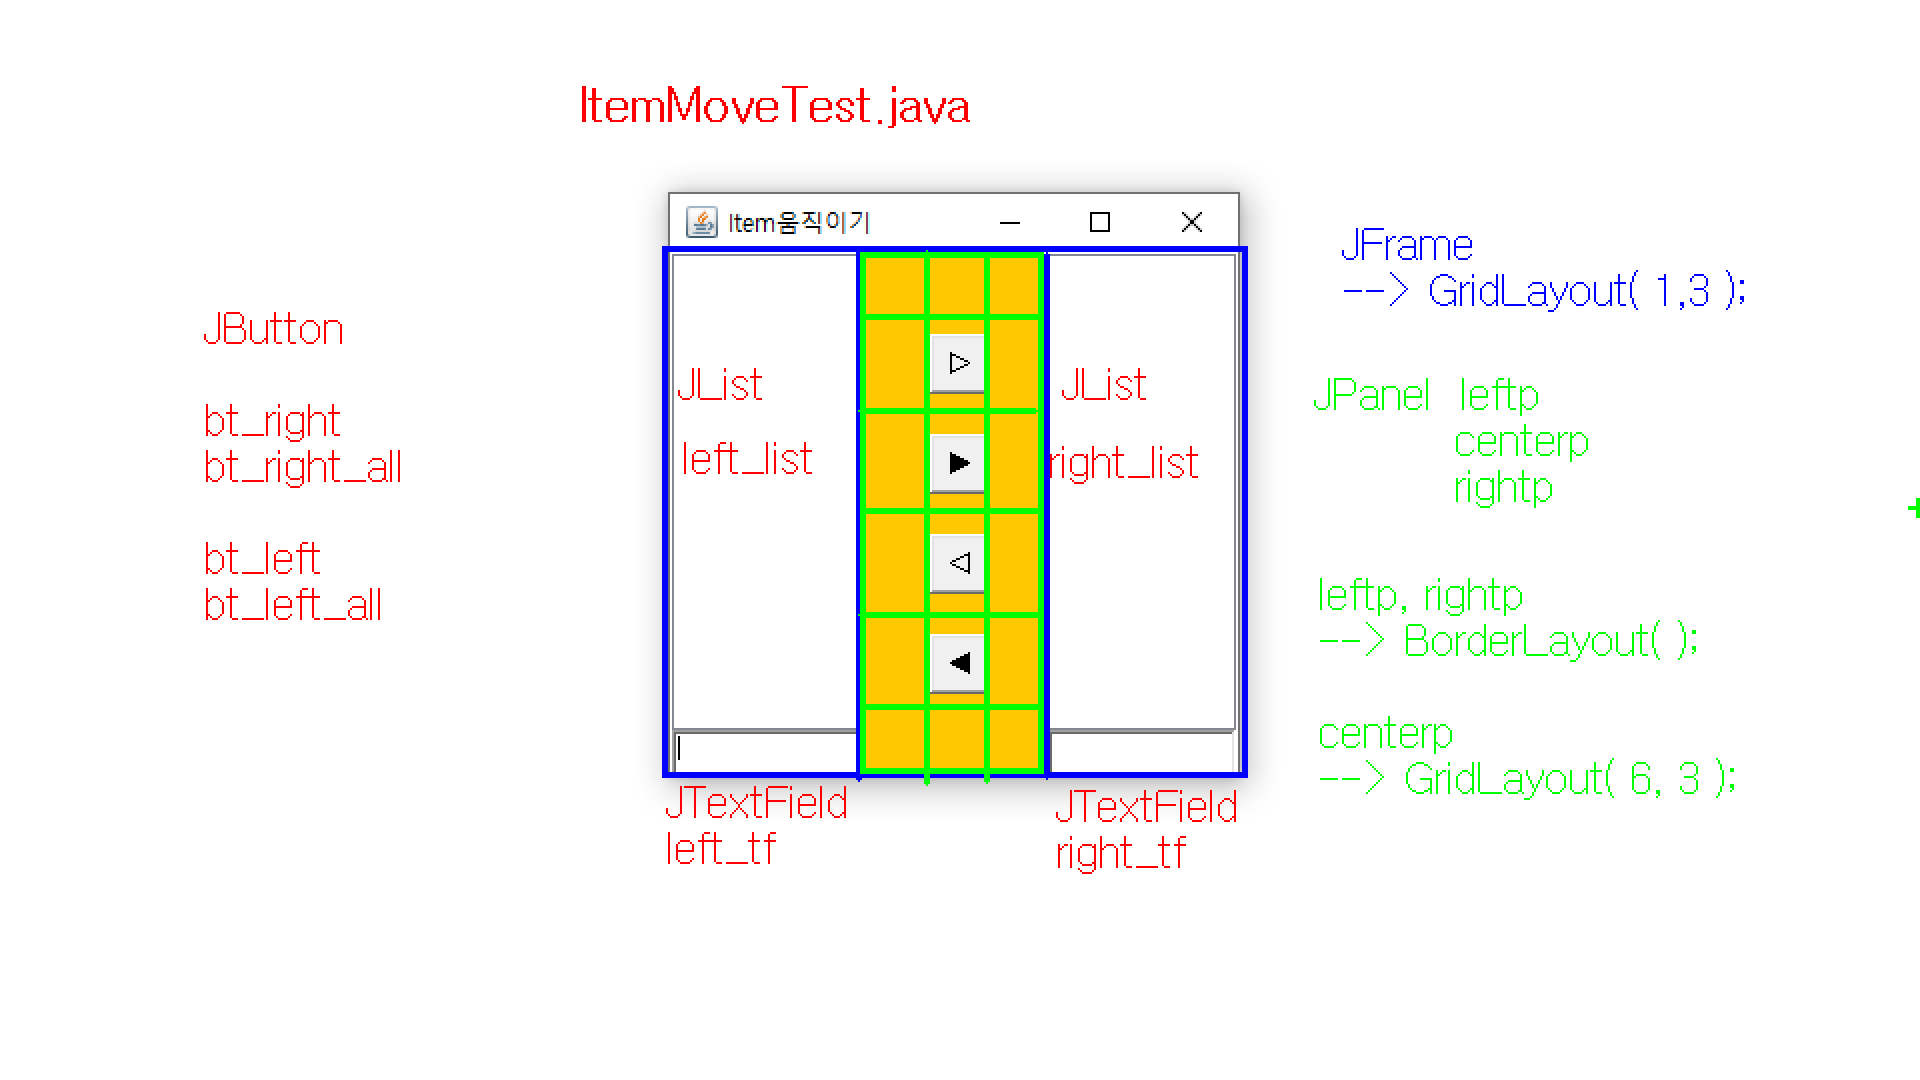 ItemMoveTest.java
Item움직이기
JButton
bt_right
bt_right_all
bt_left
bt_left_all
JList
left_list
JList
right_list
JTextField
left_tf
JTextField
right_tf
JFrame
--> GridLayout( 1,3 );
JPanel leftp
centerp
rightp
leftp, rightp
--> BorderLayout( );
centerp
--> GridLayout( 6, 3 );